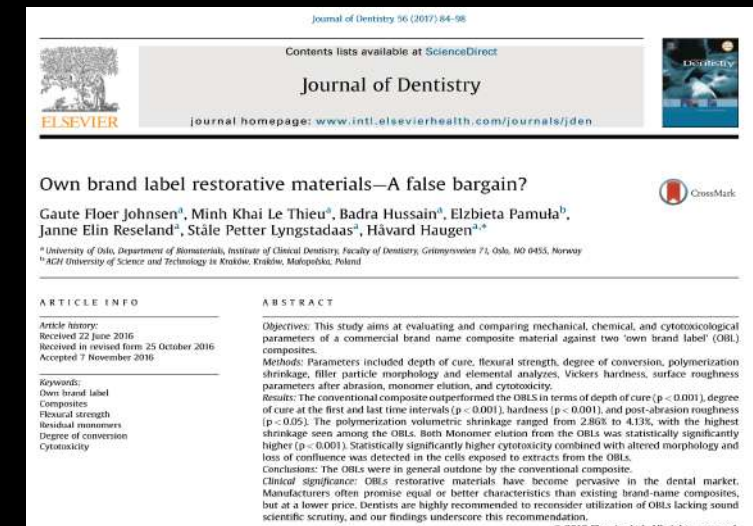 Journal of Dentistry 56 (2017) 84–98
Contents lists available at ScienceDirect
Journal of Dentistry
journal homepage: www.intl.elsevierhealth.com/journals/jden
ELSEVIER
Dentistry
Own brand label restorative materials—A false bargain?
CrossMark
Gaute Floer Johnsenᵃ, Minh Khai Le Thieuᵃ, Badra Hussainᵃ, Elzbieta Pamułaᵇ,
Janne Elin Reselandᵃ, Ståle Petter Lyngstadaasᵃ, Håvard Haugenᵃ,*
ᵃ University of Oslo, Department of Biomaterials, Institute of Clinical Dentistry, Faculty of Dentistry, Geitmyrsveien 71, Oslo, NO 0455, Norway
ᵇ AGH University of Science and Technology in Kraków, Kraków, Małopolska, Poland
ARTICLE INFO
Article history:
Received 22 June 2016
Received in revised form 25 October 2016
Accepted 7 November 2016
Keywords:
Own brand label
Composites
Flexural strength
Residual monomers
Degree of conversion
Cytotoxicity
ABSTRACT
Objectives: This study aims at evaluating and comparing mechanical, chemical, and cytotoxicological
parameters of a commercial brand name composite material against two 'own brand label' (OBL)
composites.
Methods: Parameters included depth of cure, flexural strength, degree of conversion, polymerization
shrinkage, filler particle morphology and elemental analyzes, Vickers hardness, surface roughness
parameters after abrasion, monomer elution, and cytotoxicity.
Results: The conventional composite outperformed the OBLS in terms of depth of cure (p < 0.001), degree
of cure at the first and last time intervals (p < 0.001), hardness (p < 0.001), and post-abrasion roughness
(p < 0.05). The polymerization volumetric shrinkage ranged from 2.86% to 4.13%, with the highest
shrinkage seen among the OBLs. Both Monomer elution from the OBLs was statistically significantly
higher (p < 0.001). Statistically significantly higher cytotoxicity combined with altered morphology and
loss of confluence was detected in the cells exposed to extracts from the OBLs.
Conclusions: The OBLs were in general outdone by the conventional composite.
Clinical significance: OBLs restorative materials have become pervasive in the dental market.
Manufacturers often promise equal or better characteristics than existing brand-name composites,
but at a lower price. Dentists are highly recommended to reconsider utilization of OBLs lacking sound
scientific scrutiny, and our findings underscore this recommendation.